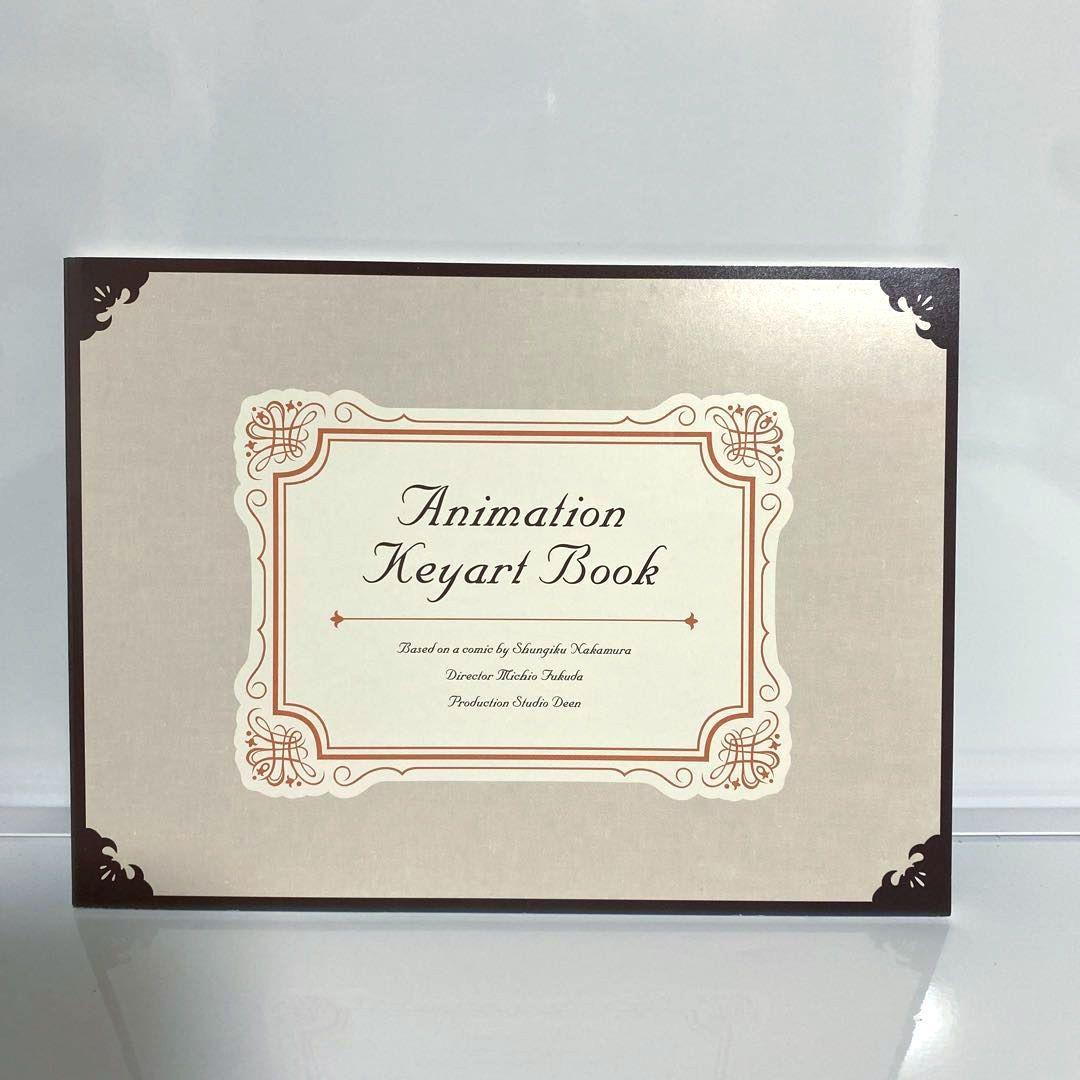 Animation
Keyart Book
Based on a comic by Shungiku Nakamura
Director Michio Fukuda
Production Studio Deen